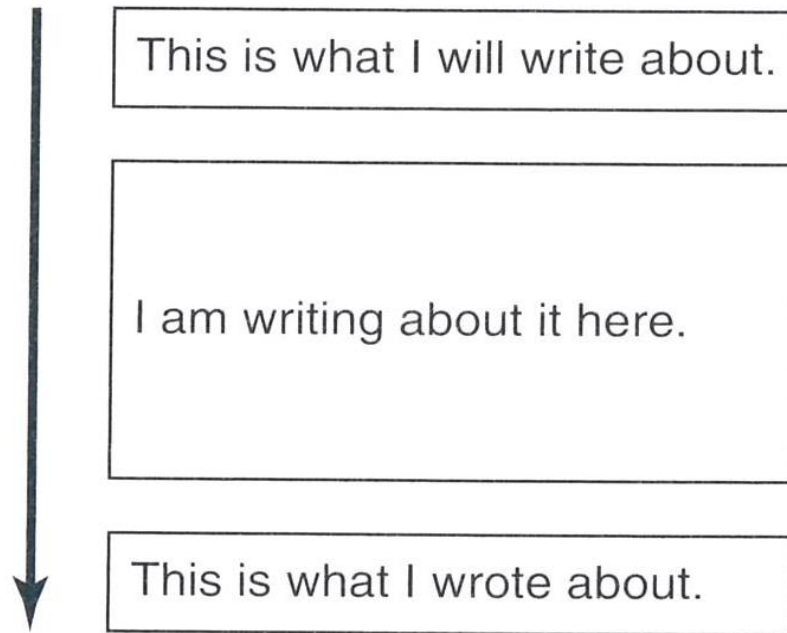 This is what I will write about.
I am writing about it here.
This is what I wrote about.